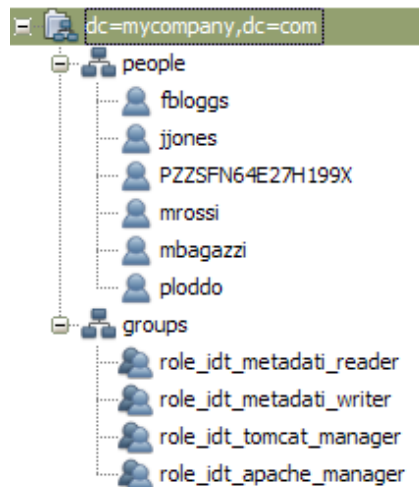 dc=mycompany,dc=com
people
fbloggs
jjones
PZZSFN64E27H199X
mrossi
mbagazzi
ploddo
groups
role_idt_metadati_reader
role_idt_metadati_writer
role_idt_tomcat_manager
role_idt_apache_manager